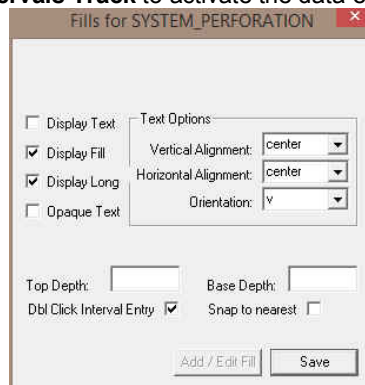 ervals Track to activate the data e
Fills for SYSTEM_PERFORATION
Display Text
Text Options
Display Fill
Vertical Alignment: center
Display Long
Horizontal Alignment: center
Opaque Text
Orientation: v
Top Depth: Base Depth:
Dbl Click Interval Entry Snap to nearest
Add / Edit Fill Save